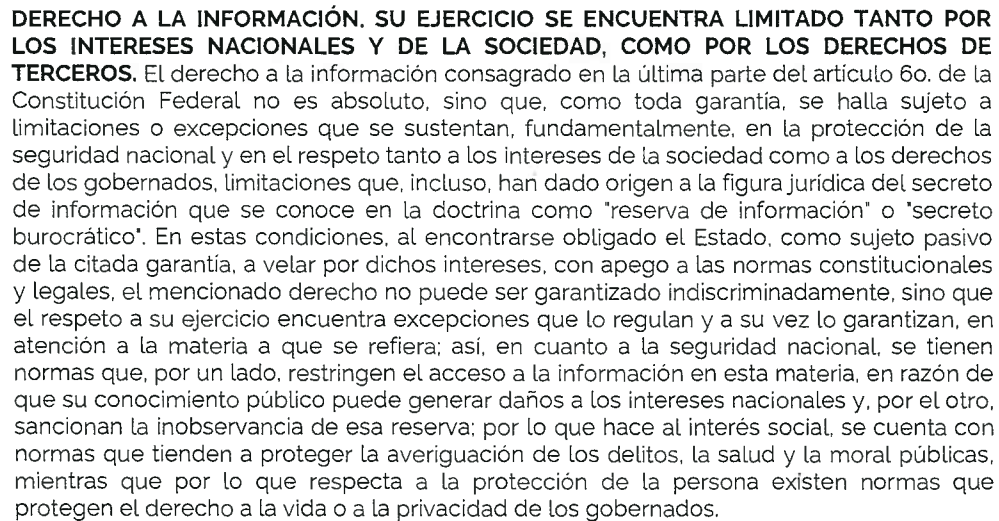 DERECHO A LA INFORMACIÓN. SU EJERCICIO SE ENCUENTRA LIMITADO TANTO POR
LOS INTERESES NACIONALES Y DE LA SOCIEDAD, COMO POR LOS DERECHOS DE
TERCEROS. El derecho a la información consagrado en la última parte del artículo 6o. de la
Constitución Federal no es absoluto, sino que, como toda garantía, se halla sujeto a
limitaciones o excepciones que se sustentan, fundamentalmente, en la protección de la
seguridad nacional y en el respeto tanto a los intereses de la sociedad como a los derechos
de los gobernados, limitaciones que, incluso, han dado origen a la figura jurídica del secreto
de información que se conoce en la doctrina como "reserva de información" o "secreto
burocrático". En estas condiciones, al encontrarse obligado el Estado, como sujeto pasivo
de la citada garantía, a velar por dichos intereses, con apego a las normas constitucionales
y legales, el mencionado derecho no puede ser garantizado indiscriminadamente, sino que
el respeto a su ejercicio encuentra excepciones que lo regulan y a su vez lo garantizan, en
atención a la materia a que se refiera; así, en cuanto a la seguridad nacional, se tienen
normas que, por un lado, restringen el acceso a la información en esta materia, en razón de
que su conocimiento público puede generar daños a los intereses nacionales y, por el otro,
sancionan la inobservancia de esa reserva; por lo que hace al interés social, se cuenta con
normas que tienden a proteger la averiguación de los delitos, la salud y la moral públicas,
mientras que por lo que respecta a la protección de la persona existen normas que
protegen el derecho a la vida o a la privacidad de los gobernados.